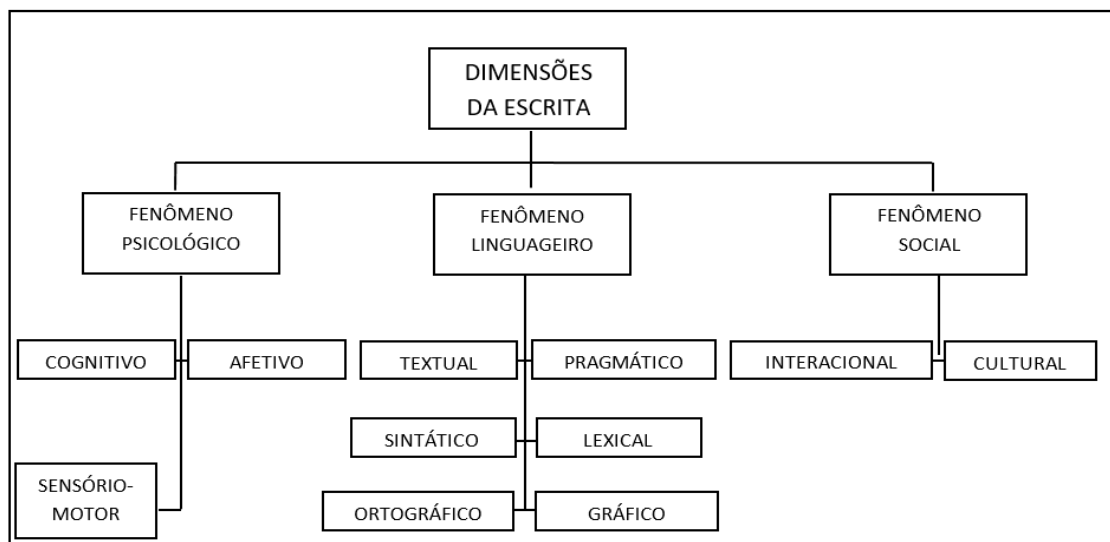 DIMENSÕES
DA ESCRITA
FENÔMENO
PSICOLÓGICO
FENÔMENO
LINGUAGEIRO
FENÔMENO
SOCIAL
COGNITIVO
AFETIVO
TEXTUAL
PRAGMÁTICO
INTERACIONAL
CULTURAL
SINTÁTICO
LEXICAL
SENSÓRIO-
MOTOR
ORTOGRÁFICO
GRÁFICO